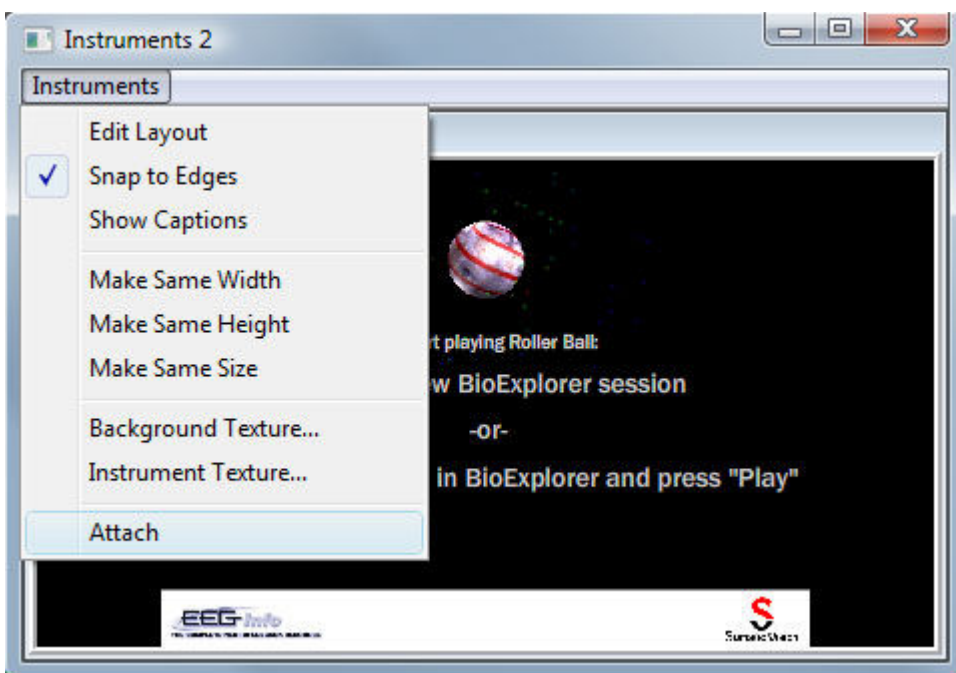 Instruments 2
Instruments
Edit Layout
Snap to Edges
Show Captions
Make Same Width
Make Same Height
Make Same Size
Background Texture...
Instrument Texture...
Attach
playing Roller Ball:
BioExplorer session
-or-
in BioExplorer and press "Play"
EEG Info